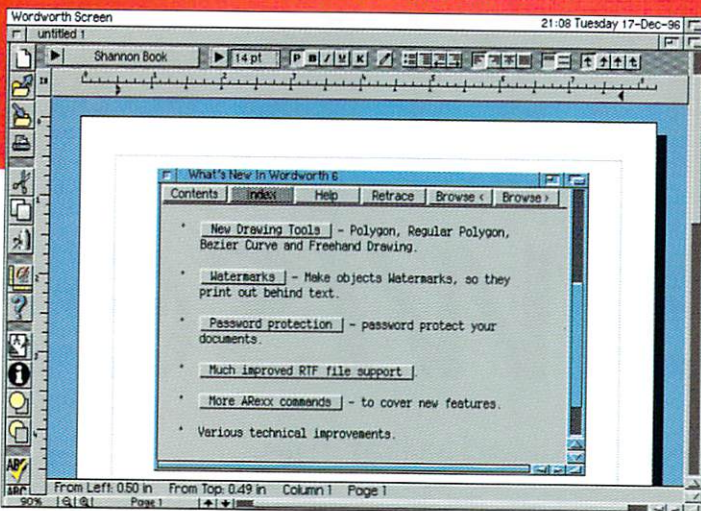 Wordworth Screen
21:08 Tuesday 17-Dec-96
untitled 1
Shannon Book
14 pt
P B I U K
What's New In Wordworth 6
Contents Index Help Retrace Browse < Browse >
* New Drawing Tools - Polygon, Regular Polygon,
Bezier Curve and Freehand Drawing.
* Watermarks - Make objects Watermarks, so they
print out behind text.
* Password protection - password protect your
documents.
* Much improved RTF file support .
* More ARexx commands - to cover new features.
* Various technical improvements.
ABC
ABC
From Left: 0.50 in From Top: 0.49 in Column 1 Page 1
90% Page 1